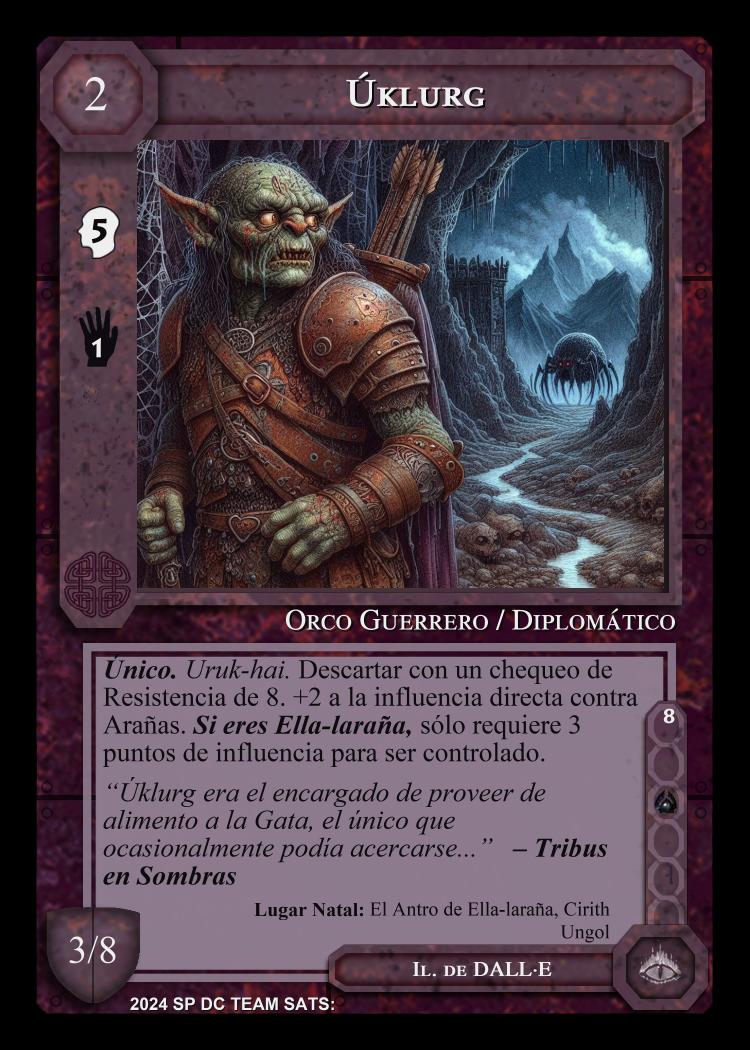 2
Úklurg
5
1
Orco Guerrero / Diplomático
Único. Uruk-hai. Descartar con un chequeo de
Resistencia de 8. +2 a la influencia directa contra
Arañas. Si eres Ella-laraña, sólo requiere 3
puntos de influencia para ser controlado.
8
“Úklurg era el encargado de proveer de
alimento a la Gata, el único que
ocasionalmente podía acercarse...” – Tribus
en Sombras
Lugar Natal: El Antro de Ella-laraña, Cirith
Ungol
3/8
Il. de DALL·E
2024 SP DC TEAM SATS: